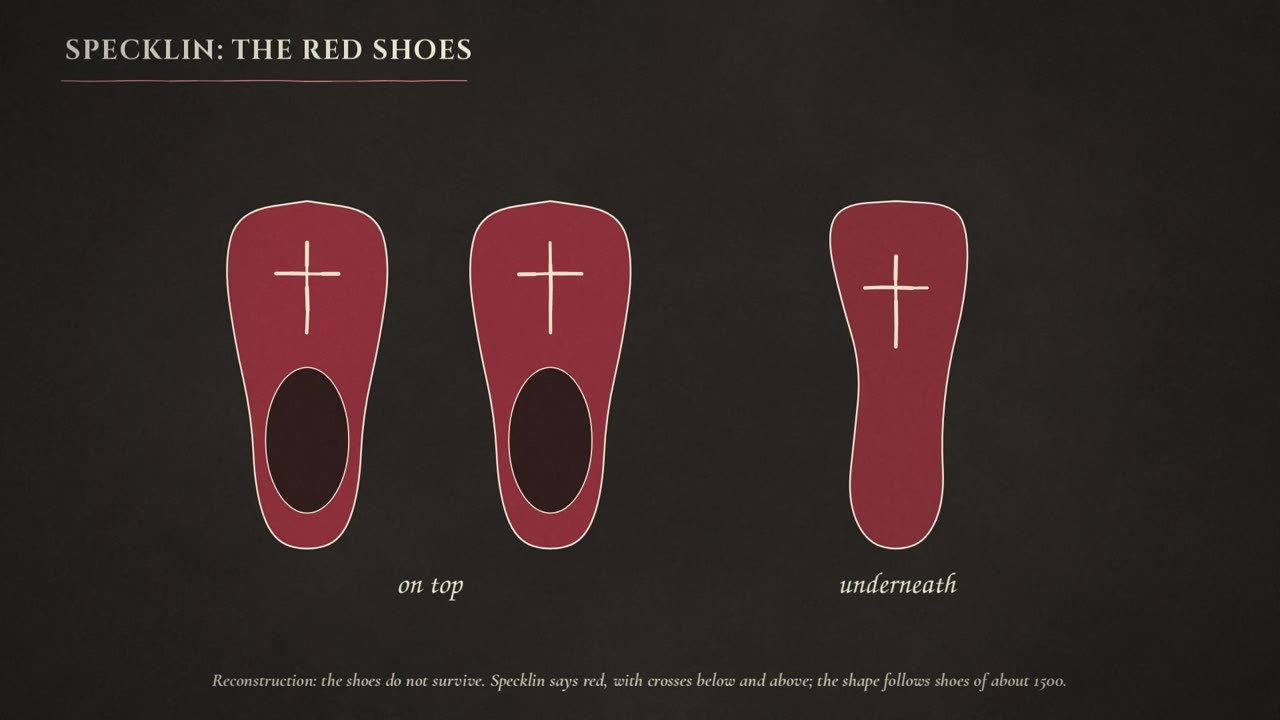 SPECKLIN: THE RED SHOES
on top
underneath
Reconstruction: the shoes do not survive. Specklin says red, with crosses below and above; the shape follows shoes of about 1500.